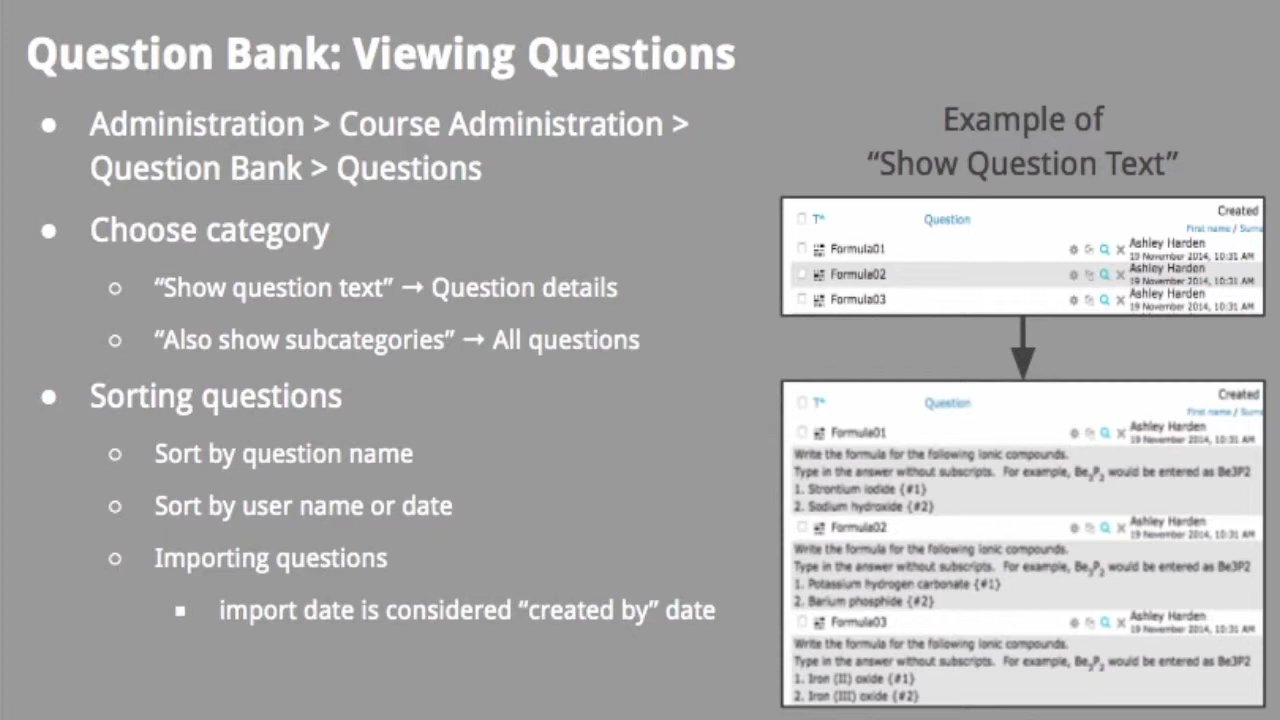 Question Bank: Viewing Questions
Administration > Course Administration >
Question Bank > Questions
Choose category
“Show question text” → Question details
“Also show subcategories” → All questions
Sorting questions
Sort by question name
Sort by user name or date
Importing questions
import date is considered “created by” date
Example of
“Show Question Text”
Question
Created
First name /
Formula01
Ashley Harden
19 November 2014, 10:31 AM
Formula02
Ashley Harden
19 November 2014, 10:31 AM
Formula03
Ashley Harden
19 November 2014, 10:31 AM
Question
Created
First name /
Formula01
Ashley Harden
19 November 2014, 10:31 AM
Write the formula for the following ionic compounds.
Type in the answer without subscripts. For example, Be₃P₂ would be entered as Be3P2
1. Strontium iodide {#1}
2. Sodium hydroxide {#2}
Formula02
Ashley Harden
19 November 2014, 10:31 AM
Write the formula for the following ionic compounds.
Type in the answer without subscripts. For example, Be₃P₂ would be entered as Be3P2
1. Potassium hydrogen carbonate {#1}
2. Barium phosphide {#2}
Formula03
Ashley Harden
19 November 2014, 10:31 AM
Write the formula for the following ionic compounds.
Type in the answer without subscripts. For example, Be₃P₂ would be entered as Be3P2
1. Iron (II) oxide {#1}
2. Iron (III) oxide {#2}